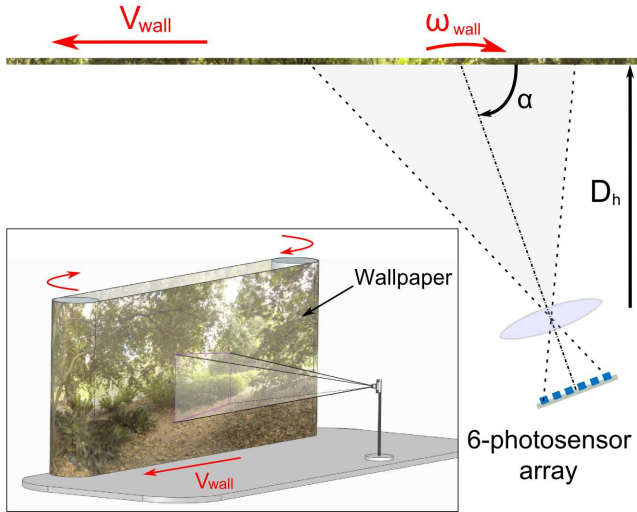 Vwall
ωwall
α
Dh
Wallpaper
Vwall
6-photosensor
array